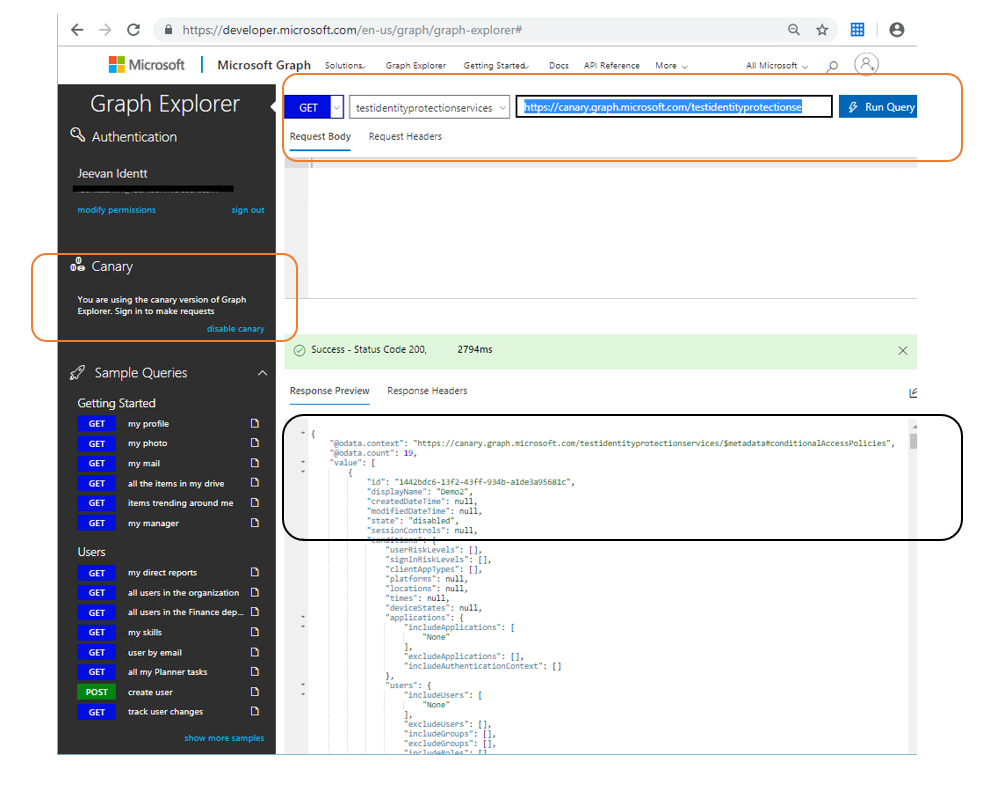 https://developer.microsoft.com/en-us/graph/graph-explorer#
Microsoft Microsoft Graph Solutions Graph Explorer Getting Started Docs API Reference More All Microsoft
Graph Explorer
Authentication
Jeevan Identt
modify permissions sign out
Canary
You are using the canary version of Graph
Explorer. Sign in to make requests
disable canary
Sample Queries
Getting Started
GET my profile
GET my photo
GET my mail
GET all the items in my drive
GET items trending around me
GET my manager
Users
GET my direct reports
GET all users in the organization
GET all users in the Finance dep...
GET my skills
GET user by email
GET all my Planner tasks
POST create user
GET track user changes
show more samples
GET testidentityprotectionservices https://canary.graph.microsoft.com/testidentityprotectionse Run Query
Request Body Request Headers
Success - Status Code 200, 2794ms
Response Preview Response Headers
{
"@odata.context": "https://canary.graph.microsoft.com/testidentityprotectionservices/$metadata#conditionalAccessPolicies",
"@odata.count": 19,
"value": [
{
"id": "1442bdc6-13f2-43ff-934b-a1de3a95681c",
"displayName": "Demo2",
"createdDateTime": null,
"modifiedDateTime": null,
"state": "disabled",
"sessionControls": null,
"conditions": {
"userRiskLevels": [],
"signInRiskLevels": [],
"clientAppTypes": [],
"platforms": null,
"locations": null,
"times": null,
"deviceStates": null,
"applications": {
"includeApplications": [
"None"
],
"excludeApplications": [],
"includeAuthenticationContext": []
},
"users": {
"includeUsers": [
"None"
],
"excludeUsers": [],
"includeGroups": [],
"excludeGroups": [],
"includeRoles": [],